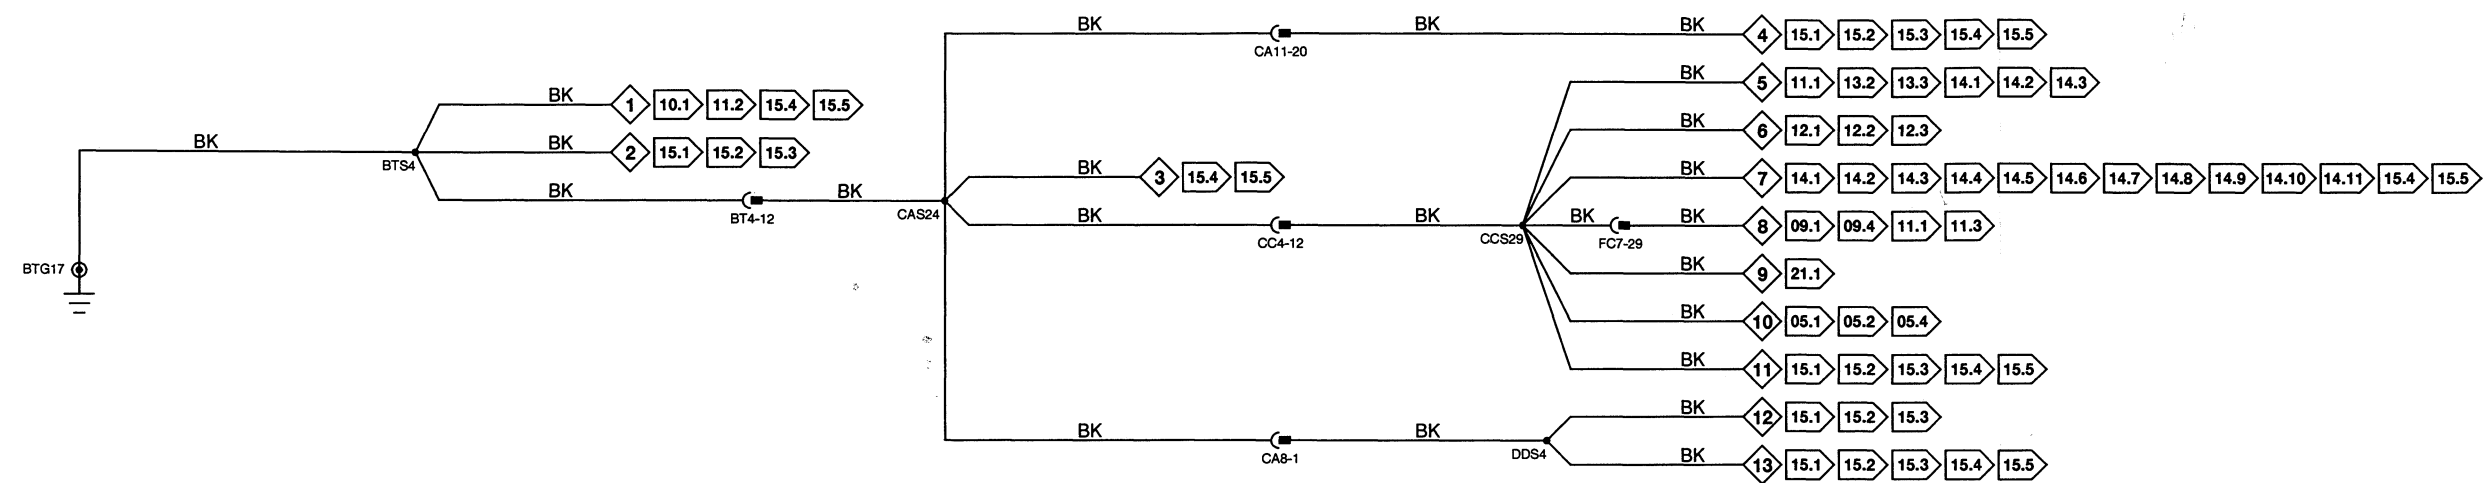 BK BK BK 4 15.1 15.2 15.3 15.4 15.5
CA11-20
BK 5 11.1 13.2 13.3 14.1 14.2 14.3
BK 1 10.1 11.2 15.4 15.5
BK 6 12.1 12.2 12.3
BK BK 2 15.1 15.2 15.3
BTS4
BK 3 15.4 15.5
BK 7 14.1 14.2 14.3 14.4 14.5 14.6 14.7 14.8 14.9 14.10 14.11 15.4 15.5
BK BK
BT4-12 CAS24
BK BK BK BK 8 09.1 09.4 11.1 11.3
CC4-12 CCS29 FC7-29
BTG17
BK 9 21.1
BK 10 05.1 05.2 05.4
BK 11 15.1 15.2 15.3 15.4 15.5
BK 12 15.1 15.2 15.3
BK BK
CA8-1 DDS4
BK 13 15.1 15.2 15.3 15.4 15.5